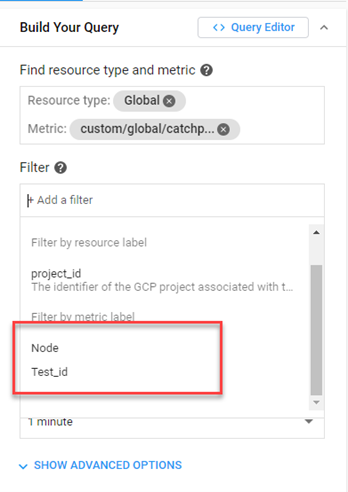 Build Your Query
<> Query Editor
Find resource type and metric ?
Resource type: Global
Metric: custom/global/catchp...
Filter ?
+ Add a filter
Filter by resource label
project_id
The identifier of the GCP project associated with t...
Filter by metric label
Node
Test_id
1 minute
SHOW ADVANCED OPTIONS